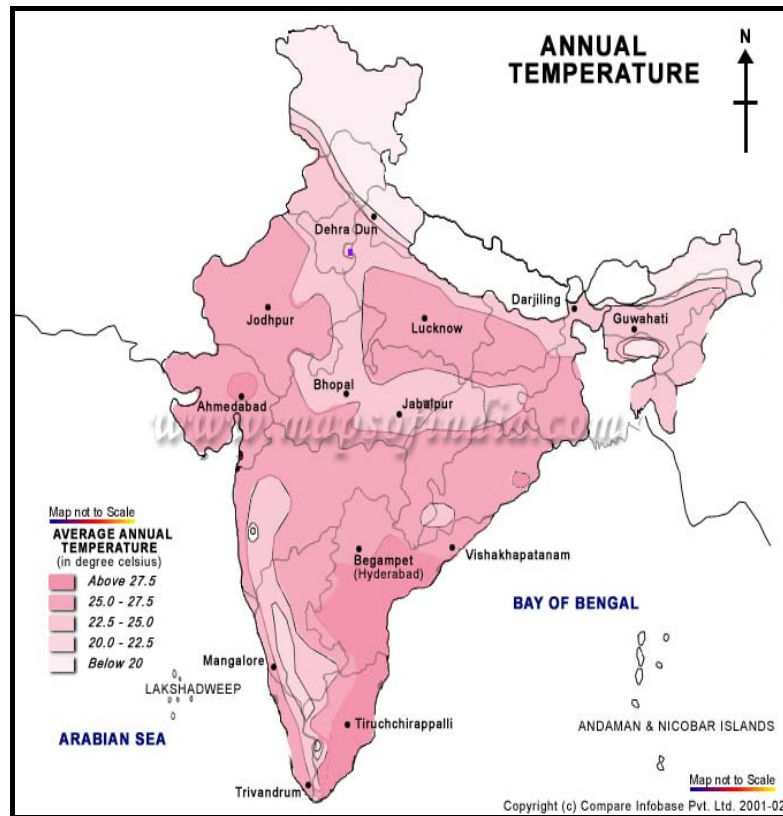 ANNUAL
TEMPERATURE
N
Dehra Dun
Jodhpur
Lucknow
Darjiling
Guwahati
Bhopal
Ahmedabad
Jabalpur
www.mapsofindia.com
Map not to Scale
AVERAGE ANNUAL
TEMPERATURE
(in degree celsius)
Above 27.5
25.0 - 27.5
22.5 - 25.0
20.0 - 22.5
Below 20
Begampet
(Hyderabad)
Vishakhapatanam
BAY OF BENGAL
Mangalore
LAKSHADWEEP
Tiruchchirappalli
ANDAMAN & NICOBAR ISLANDS
ARABIAN SEA
Trivandrum
Map not to Scale
Copyright (c) Compare Infobase Pvt. Ltd. 2001-02